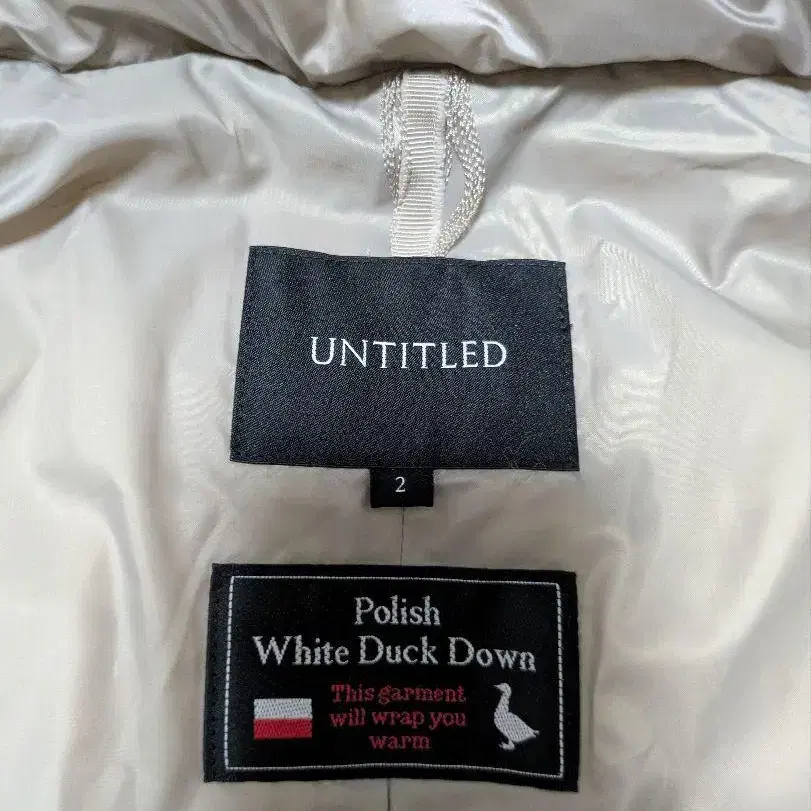 UNTITLED
2
Polish
White Duck Down
This garment
will wrap you
warm